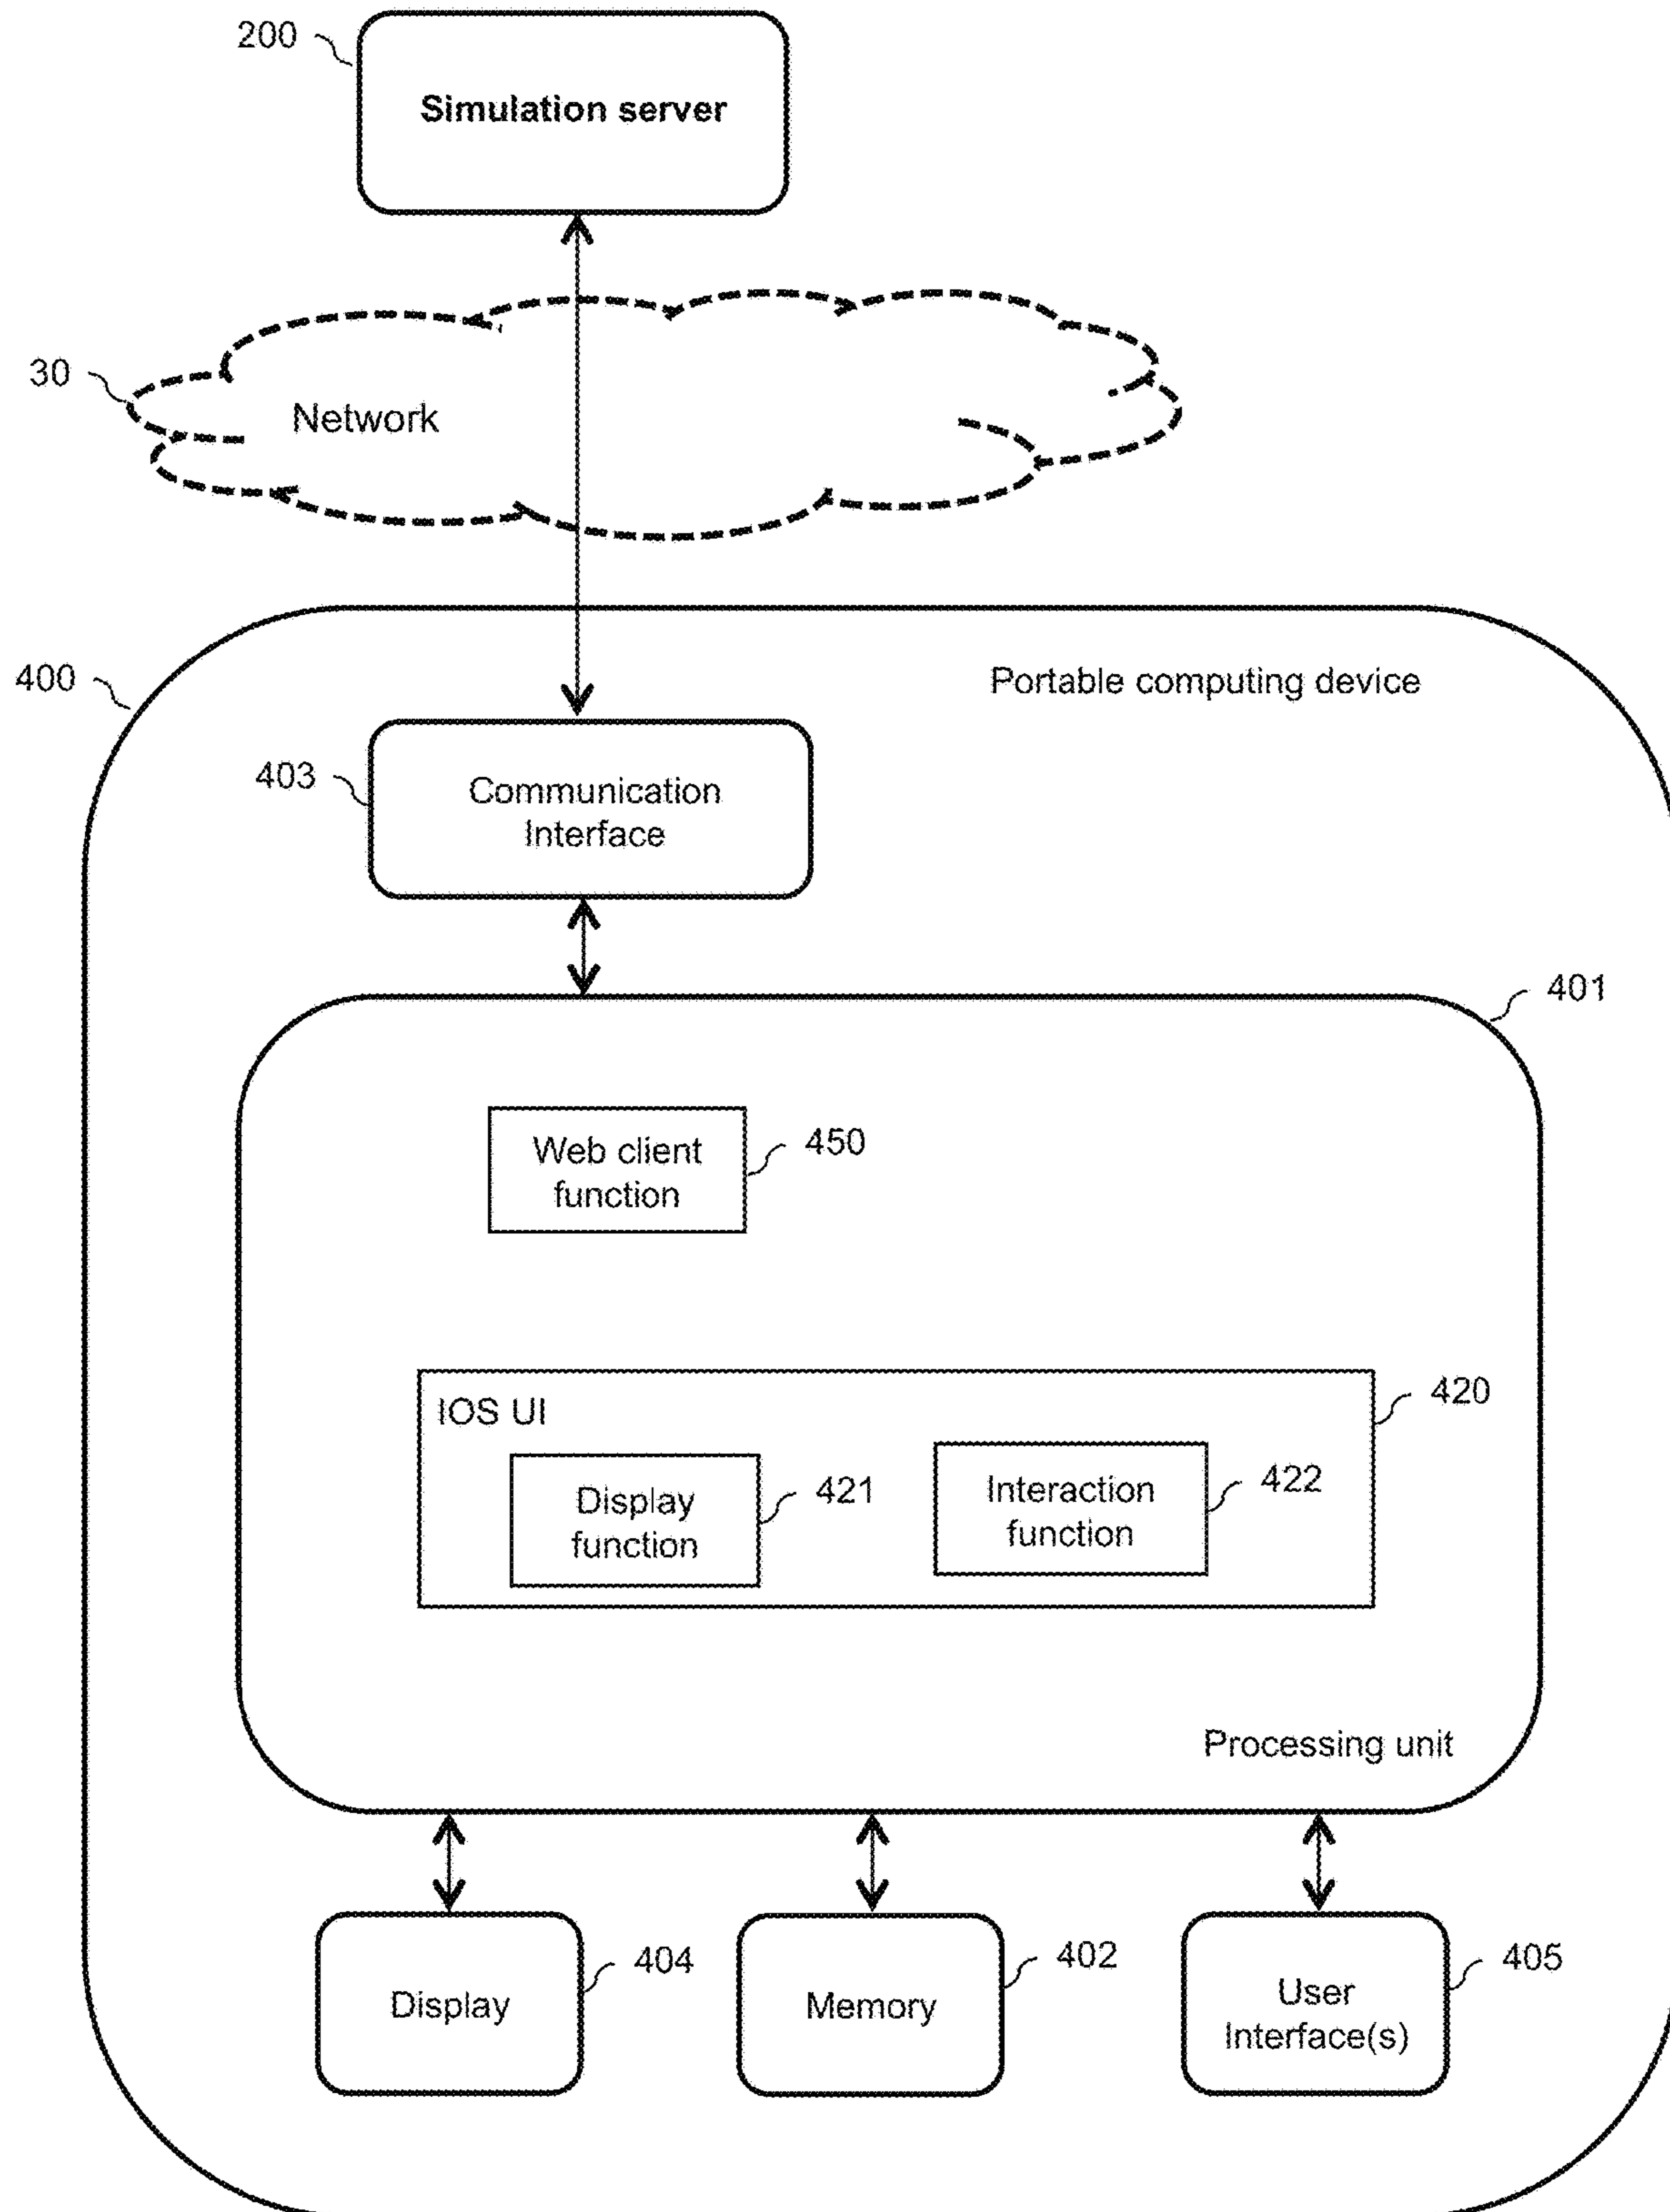 200
Simulation server
30
Network
400
Portable computing device
403
Communication
Interface
401
Web client
function
450
IOS UI
420
Display
function
421
Interaction
function
422
Processing unit
Display
404
Memory
402
User
Interface(s)
405